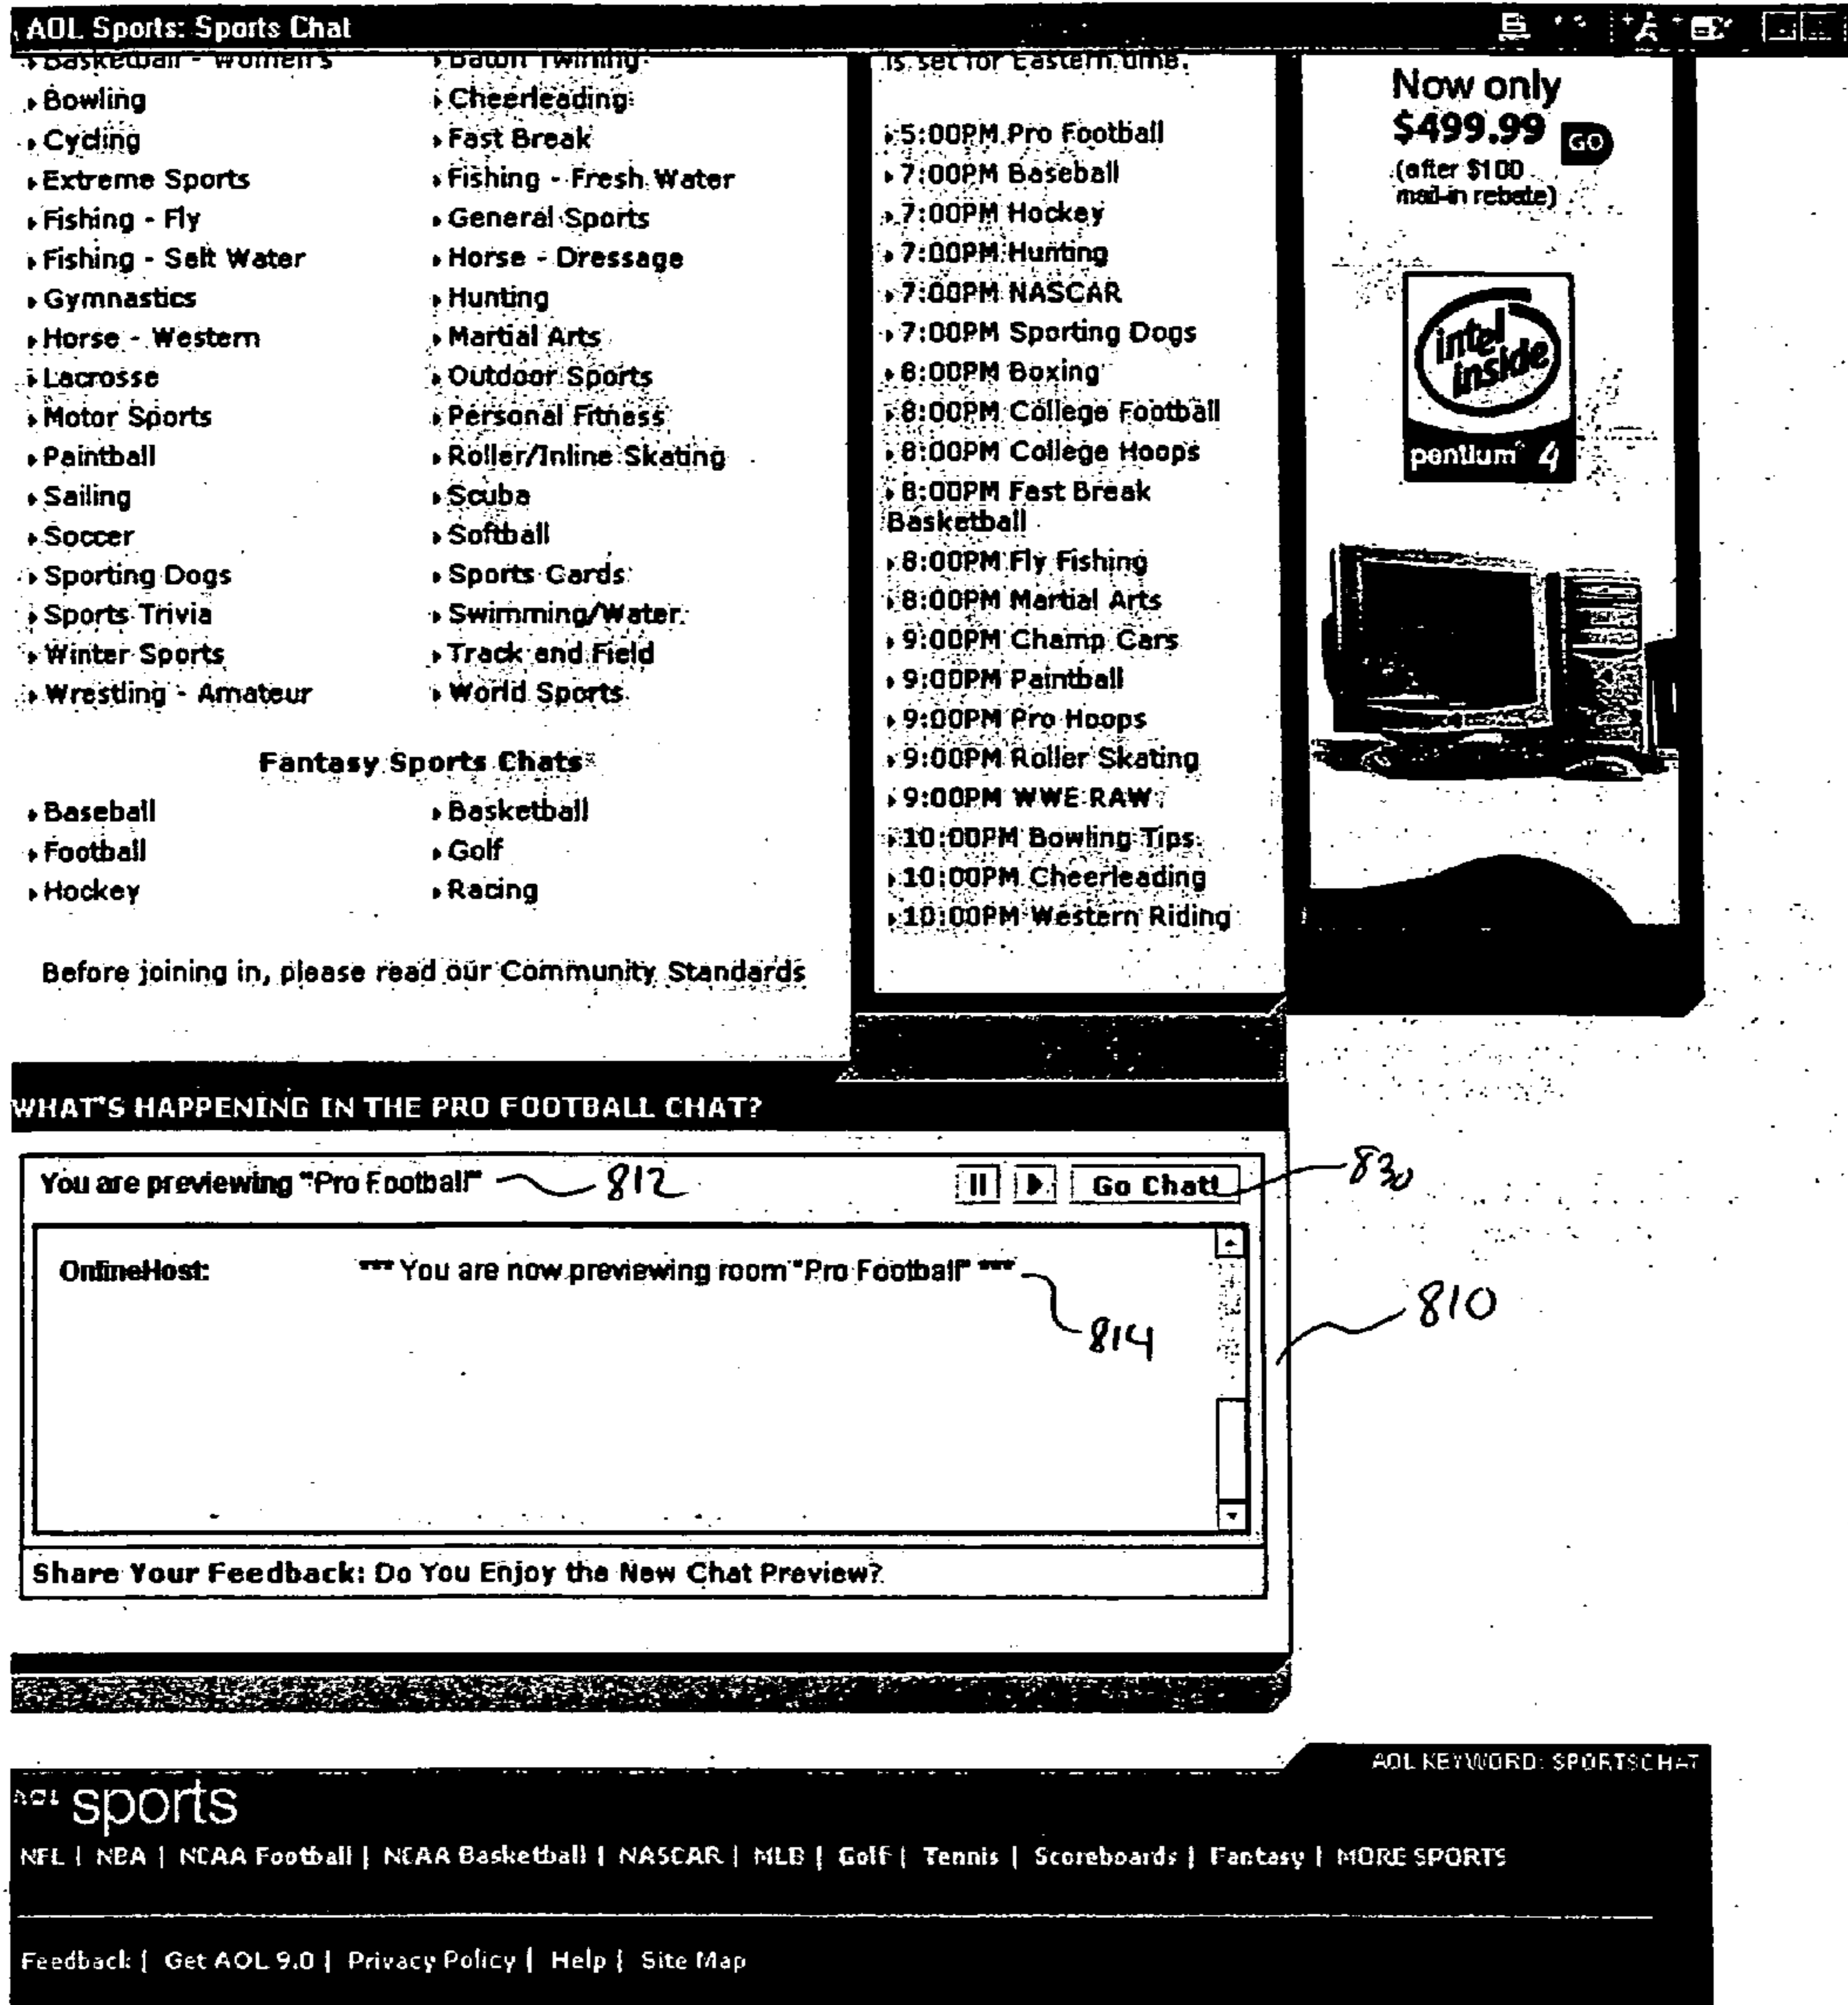 AOL Sports: Sports Chat
Basketball - Women's
Bowling
Cycling
Extreme Sports
Fishing - Fly
Fishing - Salt Water
Gymnastics
Horse - Western
Lacrosse
Motor Sports
Paintball
Sailing
Soccer
Sporting Dogs
Sports Trivia
Winter Sports
Wrestling - Amateur
Baton Twirling
Cheerleading
Fast Break
Fishing - Fresh Water
General Sports
Horse - Dressage
Hunting
Martial Arts
Outdoor Sports
Personal Fitness
Roller/Inline Skating
Scuba
Softball
Sports Cards
Swimming/Water
Track and Field
World Sports
Fantasy Sports Chats
Baseball
Football
Hockey
Basketball
Golf
Racing
Before joining in, please read our Community Standards
is set for Eastern time.
5:00PM Pro Football
7:00PM Baseball
7:00PM Hockey
7:00PM Hunting
7:00PM NASCAR
7:00PM Sporting Dogs
8:00PM Boxing
8:00PM College Football
8:00PM College Hoops
8:00PM Fast Break
Basketball
8:00PM Fly Fishing
8:00PM Martial Arts
9:00PM Champ Cars
9:00PM Paintball
9:00PM Pro Hoops
9:00PM Roller Skating
9:00PM WWE RAW
10:00PM Bowling Tips
10:00PM Cheerleading
10:00PM Western Riding
Now only
$499.99 GO
(after $100
mail-in rebate)
intel
inside
pentium 4
WHAT'S HAPPENING IN THE PRO FOOTBALL CHAT?
You are previewing "Pro Football" 812
Go Chat! 830
OnlineHost: *** You are now previewing room "Pro Football" ***
814
810
Share Your Feedback: Do You Enjoy the New Chat Preview?
AOL KEYWORD: SPORTSCHAT
AOL sports
NFL | NBA | NCAA Football | NCAA Basketball | NASCAR | MLB | Golf | Tennis | Scoreboards | Fantasy | MORE SPORTS
Feedback | Get AOL 9.0 | Privacy Policy | Help | Site Map